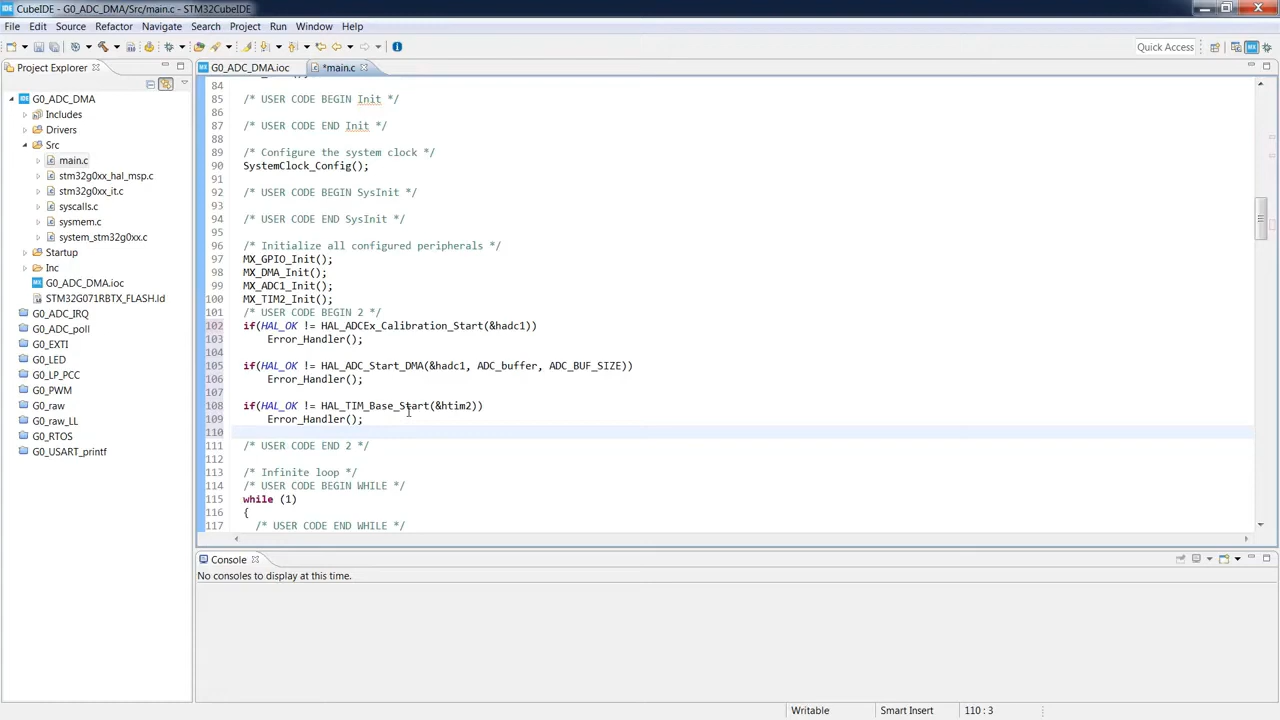 CubeIDE - G0_ADC_DMA/Src/main.c - STM32CubeIDE
File Edit Source Refactor Navigate Search Project Run Window Help
Quick Access
Project Explorer
G0_ADC_DMA
Includes
Drivers
Src
main.c
stm32g0xx_hal_msp.c
stm32g0xx_it.c
syscalls.c
sysmem.c
system_stm32g0xx.c
Startup
Inc
G0_ADC_DMA.ioc
STM32G071RBTX_FLASH.ld
G0_ADC_IRQ
G0_ADC_poll
G0_EXTI
G0_LED
G0_LP_PCC
G0_PWM
G0_raw
G0_raw_LL
G0_RTOS
G0_USART_printf
G0_ADC_DMA.ioc *main.c
84
85 /* USER CODE BEGIN Init */
86
87 /* USER CODE END Init */
88
89 /* Configure the system clock */
90 SystemClock_Config();
91
92 /* USER CODE BEGIN SysInit */
93
94 /* USER CODE END SysInit */
95
96 /* Initialize all configured peripherals */
97 MX_GPIO_Init();
98 MX_DMA_Init();
99 MX_ADC1_Init();
100 MX_TIM2_Init();
101 /* USER CODE BEGIN 2 */
102 if(HAL_OK != HAL_ADCEx_Calibration_Start(&hadc1))
103 Error_Handler();
104
105 if(HAL_OK != HAL_ADC_Start_DMA(&hadc1, ADC_buffer, ADC_BUF_SIZE))
106 Error_Handler();
107
108 if(HAL_OK != HAL_TIM_Base_Start(&htim2))
109 Error_Handler();
110
111 /* USER CODE END 2 */
112
113 /* Infinite loop */
114 /* USER CODE BEGIN WHILE */
115 while (1)
116 {
117 /* USER CODE END WHILE */
Console
No consoles to display at this time.
Writable Smart Insert 110 : 3